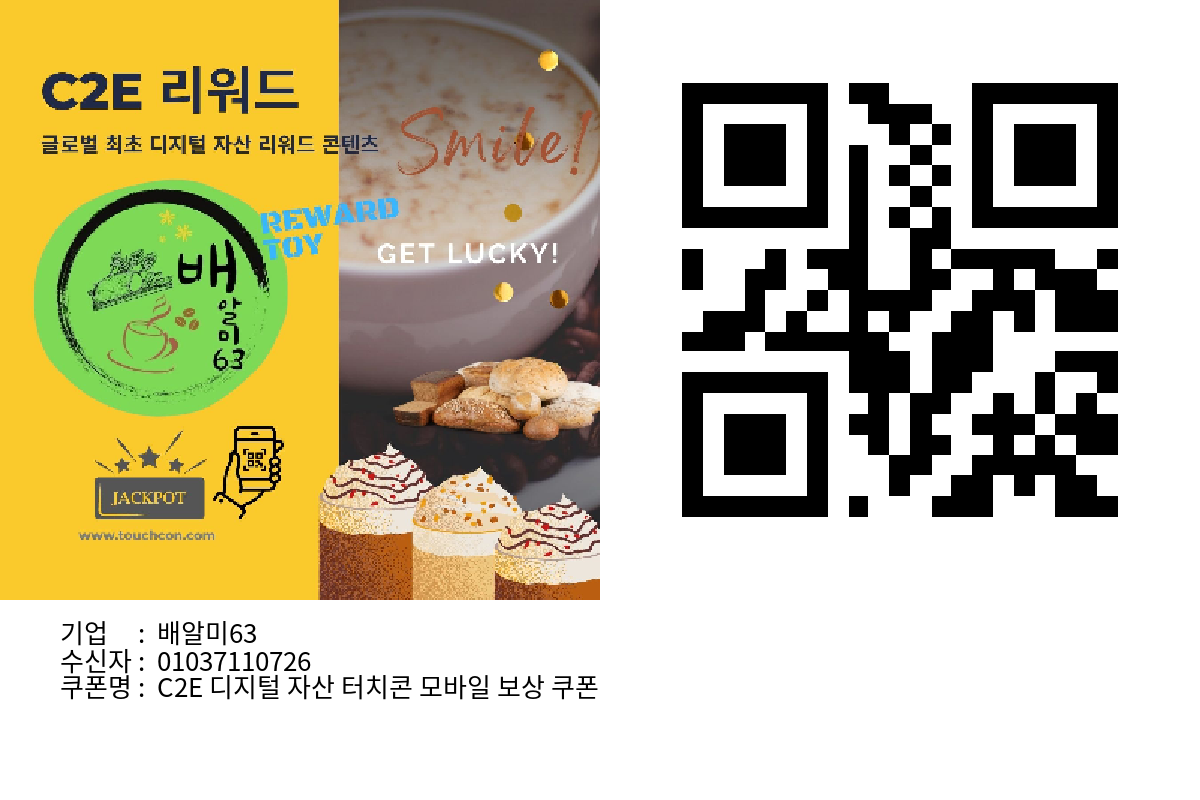 C2E 리워드
글로벌 최초 디지털 자산 리워드 콘텐츠
Smile!
REWARD
TOY
GET LUCKY!
배
알
미
63
JACKPOT
www.touchcon.com
기업 : 배알미63
수신자 : 01037110726
쿠폰명 : C2E 디지털 자산 터치콘 모바일 보상 쿠폰